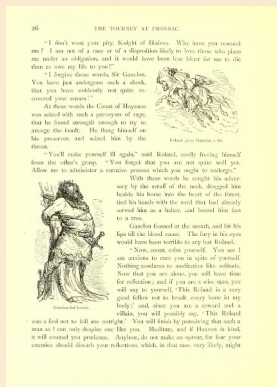 26 THE TOURNEY AT FRONSAC.
"I don't want your pity, Knight of Blaives. Why have you rescued
me? I am not of a race or of a disposition likely to love those who place
me under an obligation, and it would have been less bitter for me to die
than to owe my life to you!"
"I forgive those words, Sir Ganelon.
You have just undergone such a shock,
that you have evidently not quite re-
covered your senses!"
At these words the Count of Mayence
was seized with such a paroxysm of rage,
that he found strength enough to try to
avenge the insult. He flung himself on
his preserver, and seized him by the
throat.
Roland gives Ganelon a lift.
"You'll make yourself ill again," said Roland, coolly freeing himself
from the other's grasp. "You forget that you are not quite well yet.
Allow me to administer a curative process which you ought to undergo."
With these words he caught his adver-
sary by the scruff of the neck, dragged him
beside his horse into the heart of the forest,
tied his hands with the cord that had already
served him as a halter, and bound him fast
to a tree.
Ganelon foamed at the mouth, and bit his
lips till the blood came. The fury in his eyes
would have been terrible to any but Roland.
"Now, count, calm yourself. You see I
am anxious to cure you in spite of yourself.
Nothing conduces to meditation like solitude.
Now that you are alone, you will have time
for reflection; and if you are a wise man, you
will say to yourself, 'This Roland is a very
good fellow not to break every bone in my
body;' and, since you are a coward and a
villain, you will possibly say, 'This Roland
Ganelon fast bound.
was a fool not to kill me outright.' You will finish by perceiving that such a
man as I can only despise one like you. Meditate, and if Heaven is kind,
it will counsel you penitence. Anyhow, do not make an uproar, for fear your
enemies should disturb your reflections, which, in that case, very likely, might